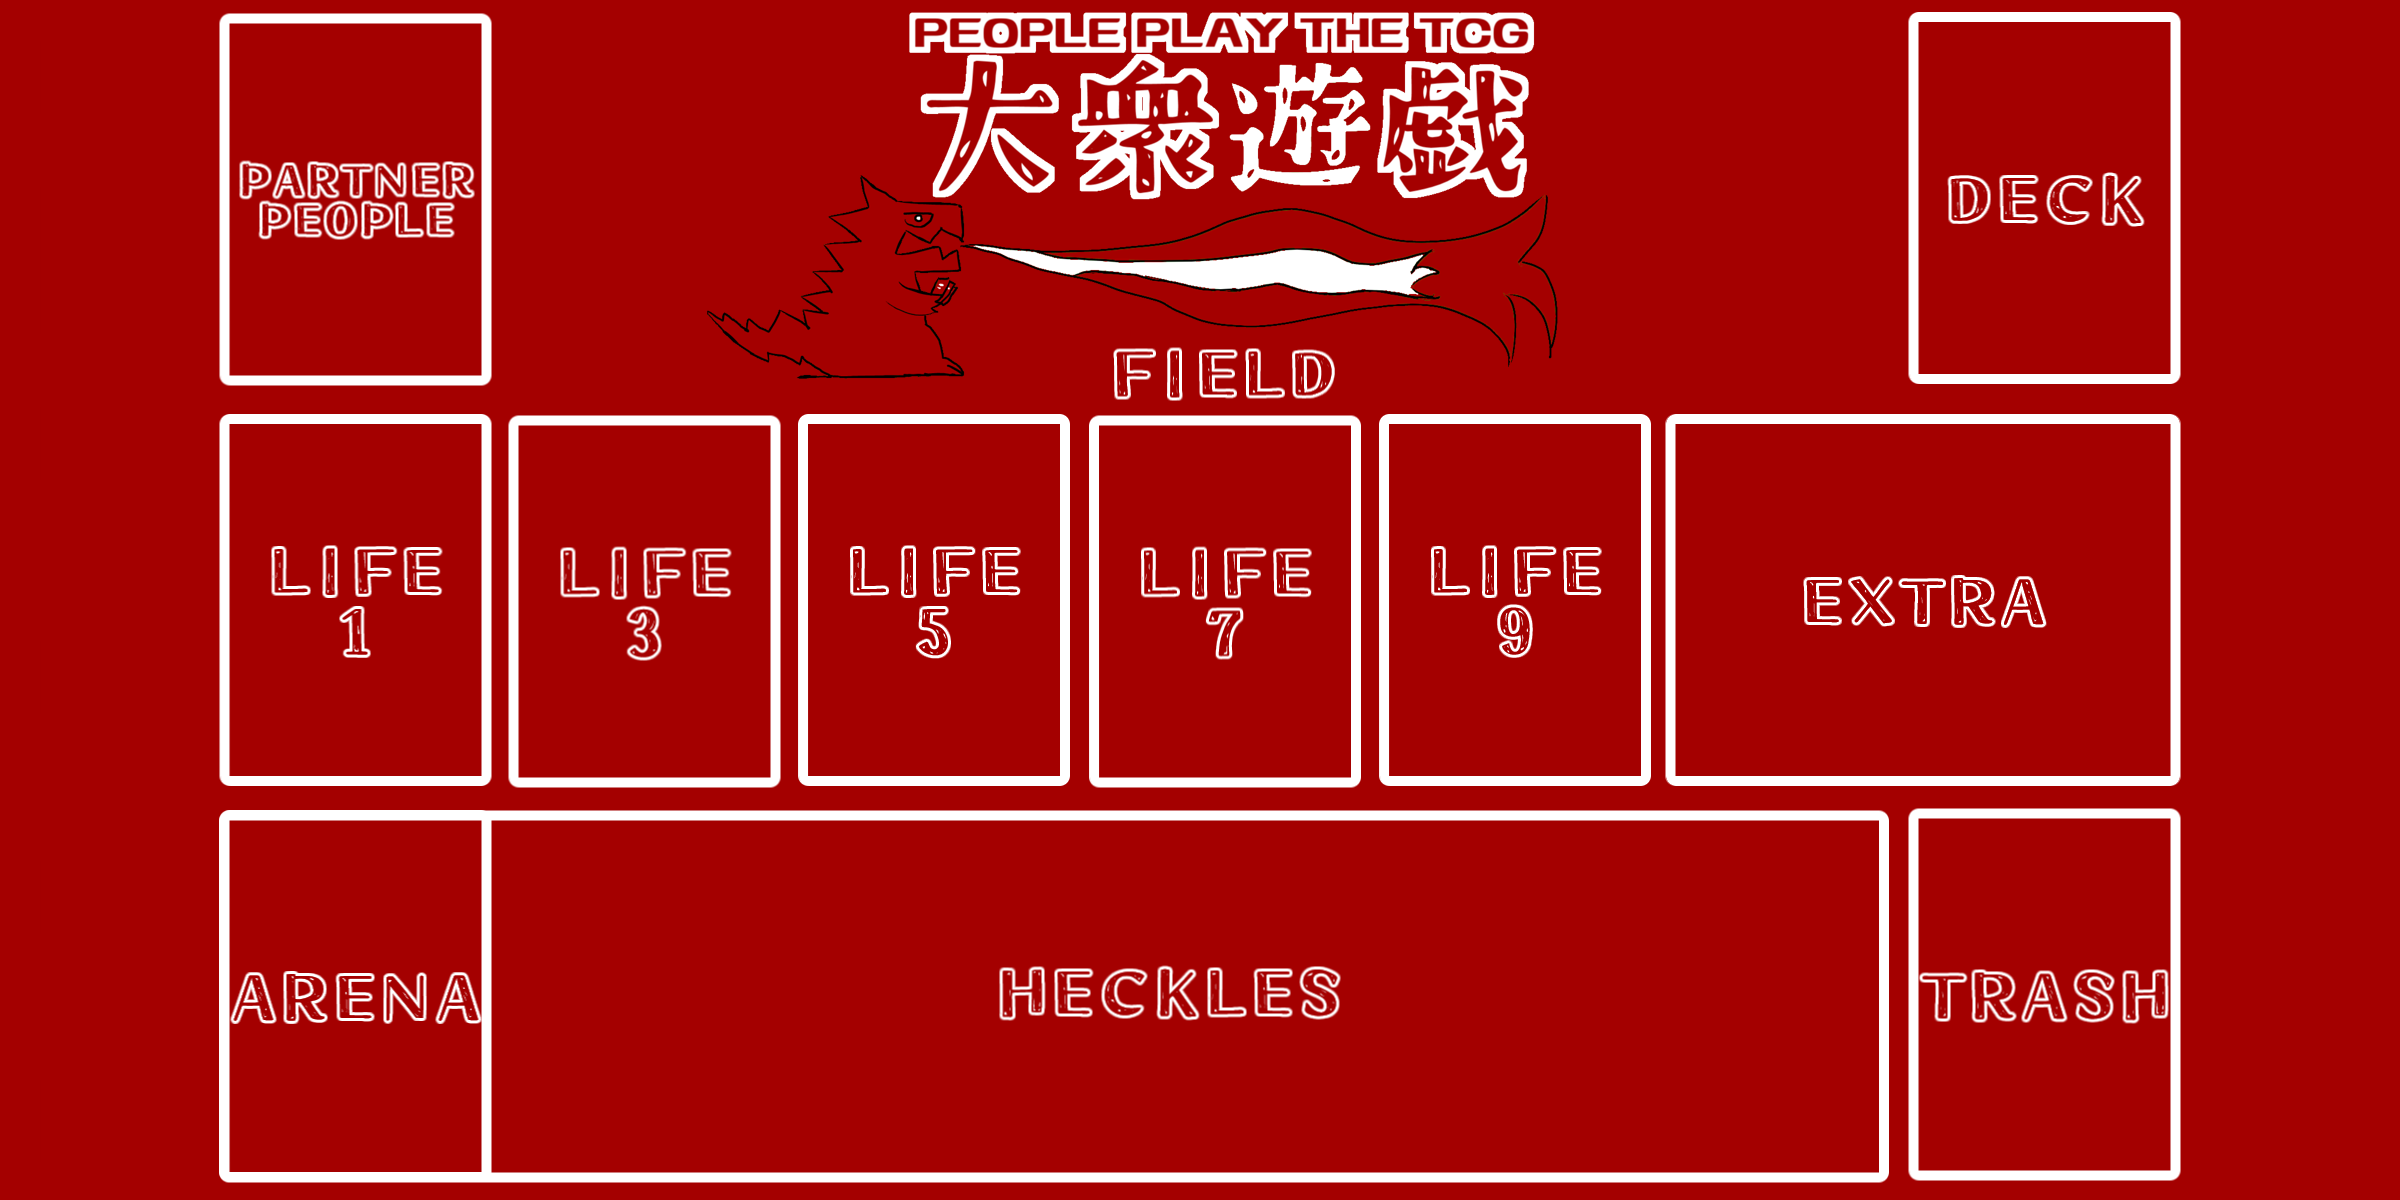 PEOPLE PLAY THE TCG
大衆遊戯
PARTNER
PEOPLE
DECK
FIELD
LIFE
1
LIFE
3
LIFE
5
LIFE
7
LIFE
9
EXTRA
ARENA
HECKLES
TRASH